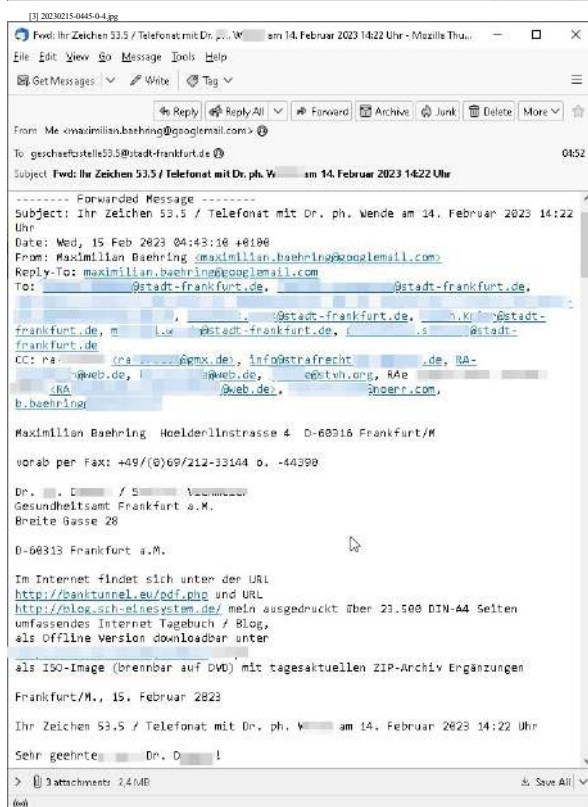 [3] 20230215-0445-0-4.jpg
Fwd: Ihr Zeichen 53.5 / Telefonat mit Dr. W am 14. Februar 2023 14:22 Uhr - Mozilla Thu...
File Edit View Go Message Tools Help
Get Messages Write Tag
Reply Reply All Forward Archive Junk Delete More
From Me <maximilian.baehring@googlemail.com>
To geschaeftsstelle53.5@stadt-frankfurt.de 04:52
Subject Fwd: Ihr Zeichen 53.5 / Telefonat mit Dr. ph. W am 14. Februar 2023 14:22 Uhr
-------- Forwarded Message --------
Subject: Ihr Zeichen 53.5 / Telefonat mit Dr. ph. Wende am 14. Februar 2023 14:22
Uhr
Date: Wed, 15 Feb 2023 04:43:10 +0100
From: Maximilian Baehring <maximilian.baehring@googlemail.com>
Reply-To: maximilian.baehring@googlemail.com
To: @stadt-frankfurt.de, @stadt-frankfurt.de,
@stadt-frankfurt.de, @stadt-
frankfurt.de, @stadt-frankfurt.de, @stadt-
frankfurt.de
CC: ra- @gmx.de>, info@strafrecht .de, RA-
@web.de, @web.de, @stvh.org, RAe
<RA @web.de>, @noerr.com,
b.baehring
Maximilian Baehring Hoelderlinstrasse 4 D-60316 Frankfurt/M
vorab per Fax: +49/(0)69/212-33144 o. -44390
Dr. D / S
Gesundheitsamt Frankfurt a.M.
Breite Gasse 28
D-60313 Frankfurt a.M.
Im Internet findet sich unter der URL
http://banktunnel.eu/pdf.php und URL
http://blog.sch-einesystem.de/ mein ausgedruckt über 23.500 DIN-A4 Seiten
umfassendes Internet Tagebuch / Blog,
als Offline Version downloadbar unter
als ISO-Image (brennbar auf DVD) mit tagesaktuellen ZIP-Archiv Ergänzungen
Frankfurt/M., 15. Februar 2023
Ihr Zeichen 53.5 / Telefonat mit Dr. ph. W am 14. Februar 2023 14:22 Uhr
Sehr geehrte Dr. D !
3 attachments 2,4 MB Save All